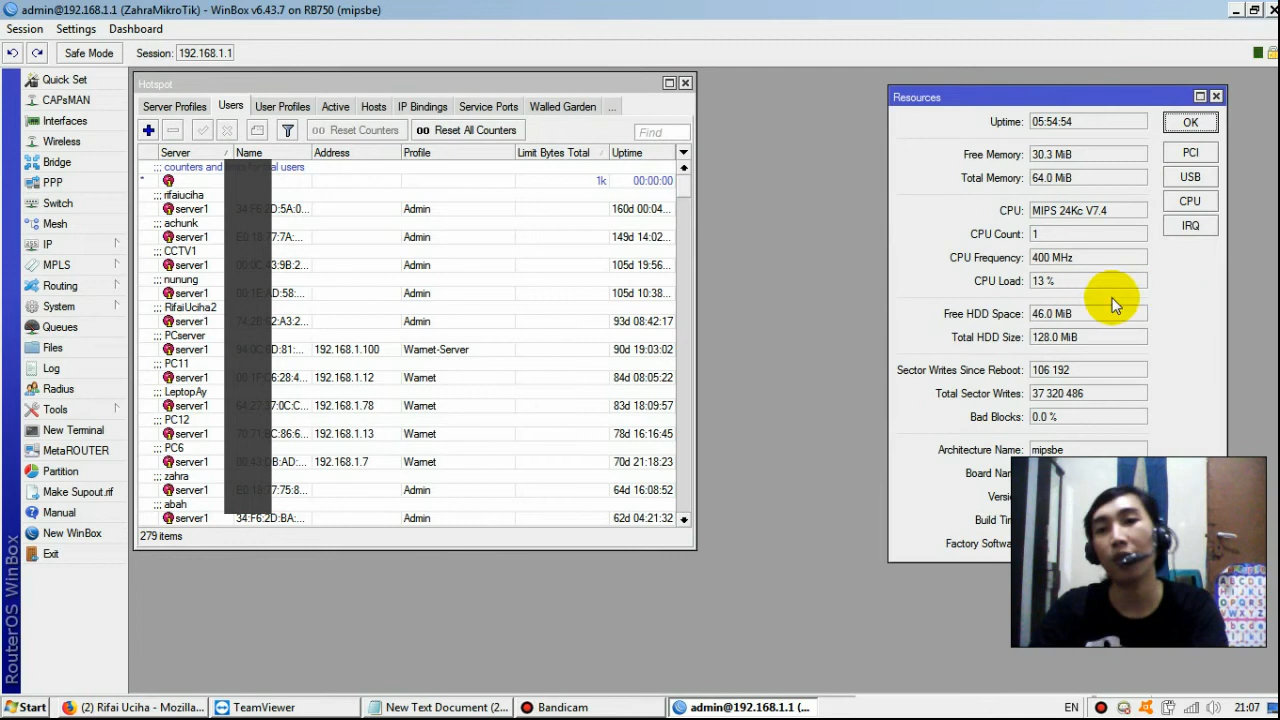 admin@192.168.1.1 (ZahraMikroTik) - WinBox v6.43.7 on RB750 (mipsbe)
Session Settings Dashboard
Safe Mode Session: 192.168.1.1
Quick Set
CAPsMAN
Interfaces
Wireless
Bridge
PPP
Switch
Mesh
IP
MPLS
Routing
System
Queues
Files
Log
Radius
Tools
New Terminal
MetaROUTER
Partition
Make Supout.rif
Manual
New WinBox
Exit
RouterOS WinBox
Hotspot
Server Profiles Users User Profiles Active Hosts IP Bindings Service Ports Walled Garden ...
00 Reset Counters 00 Reset All Counters Find
Server Name Address Profile Limit Bytes Total Uptime
;;; counters and users
* 1k 00:00:00
;;; rifaiuciha
server1 Admin 160d 00:04...
;;; achunk
server1 Admin 149d 14:02...
;;; CCTV1
server1 Admin 105d 19:56...
;;; nunung
server1 Admin 105d 10:38...
;;; RifaiUciha2
server1 Admin 93d 08:42:17
;;; PCserver
server1 192.168.1.100 Warnet-Server 90d 19:03:02
;;; PC11
server1 192.168.1.12 Warnet 84d 08:05:22
;;; LeptopAy
server1 192.168.1.78 Warnet 83d 18:09:57
;;; PC12
server1 192.168.1.13 Warnet 78d 16:16:45
;;; PC6
server1 192.168.1.7 Warnet 70d 21:18:23
;;; zahra
server1 Admin 64d 16:08:52
;;; abah
server1 34:F6:2D:BA:... Admin 62d 04:21:32
279 items
Resources
Uptime: 05:54:54 OK
Free Memory: 30.3 MiB PCI
Total Memory: 64.0 MiB USB
CPU: MIPS 24Kc V7.4 CPU
CPU Count: 1 IRQ
CPU Frequency: 400 MHz
CPU Load: 13 %
Free HDD Space: 46.0 MiB
Total HDD Size: 128.0 MiB
Sector Writes Since Reboot: 106 192
Total Sector Writes: 37 320 486
Bad Blocks: 0.0 %
Architecture Name: mipsbe
Board
Build
Factory
Start (2) Rifai Uciha - Mozilla... TeamViewer New Text Document (2... Bandicam admin@192.168.1.1 (... EN 21:07